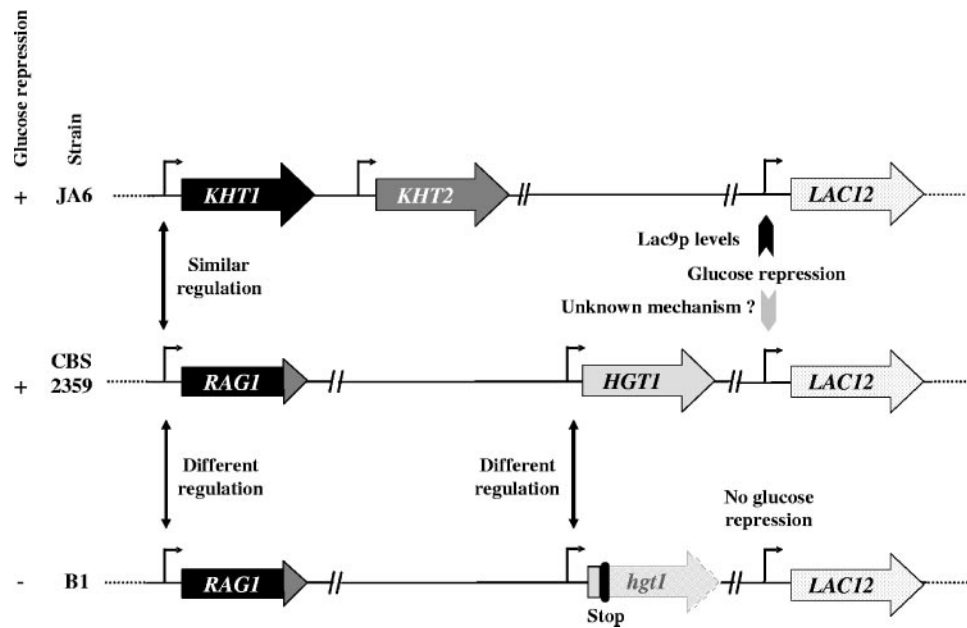 Glucose repression
Strain
+ JA6 KHT1 KHT2 // // LAC12
Lac9p levels
Similar
regulation
Glucose repression
Unknown mechanism ?
CBS
+ 2359 RAG1 // HGT1 // LAC12
Different
regulation
Different
regulation
No glucose
repression
- B1 RAG1 // hgt1 // LAC12
Stop